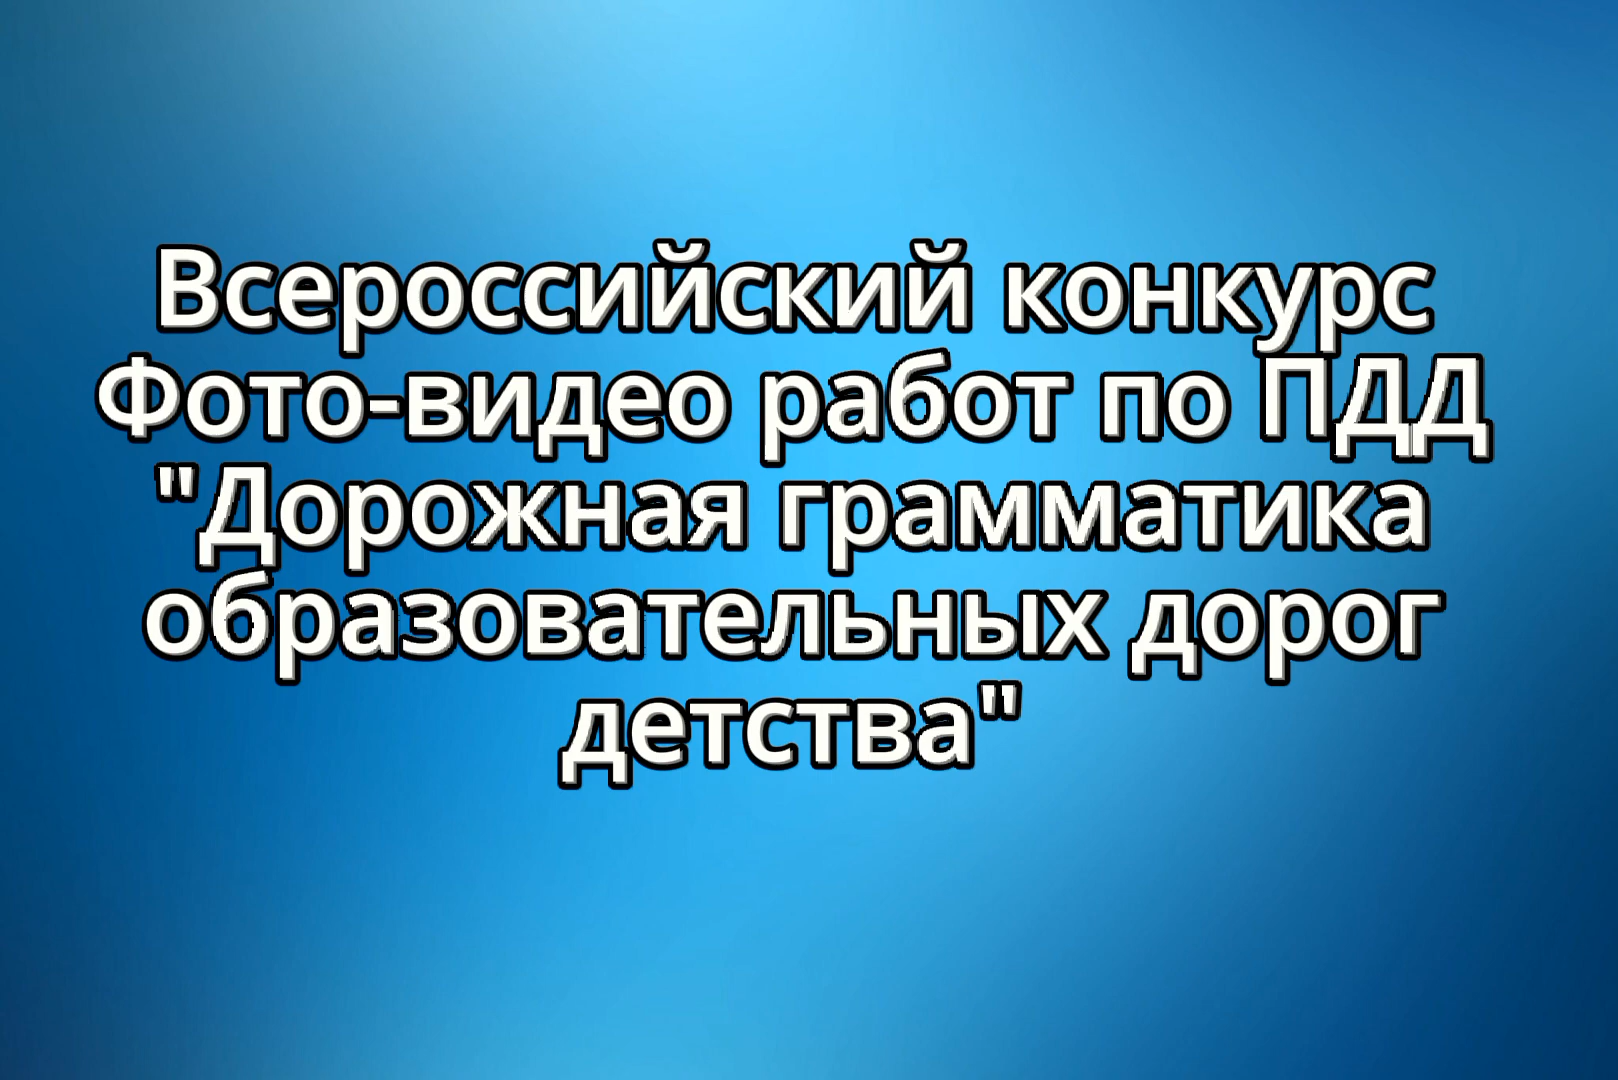 Всероссийский конкурс
Фото-видео работ по ПДД
"Дорожная грамматика
образовательных дорог
детства"